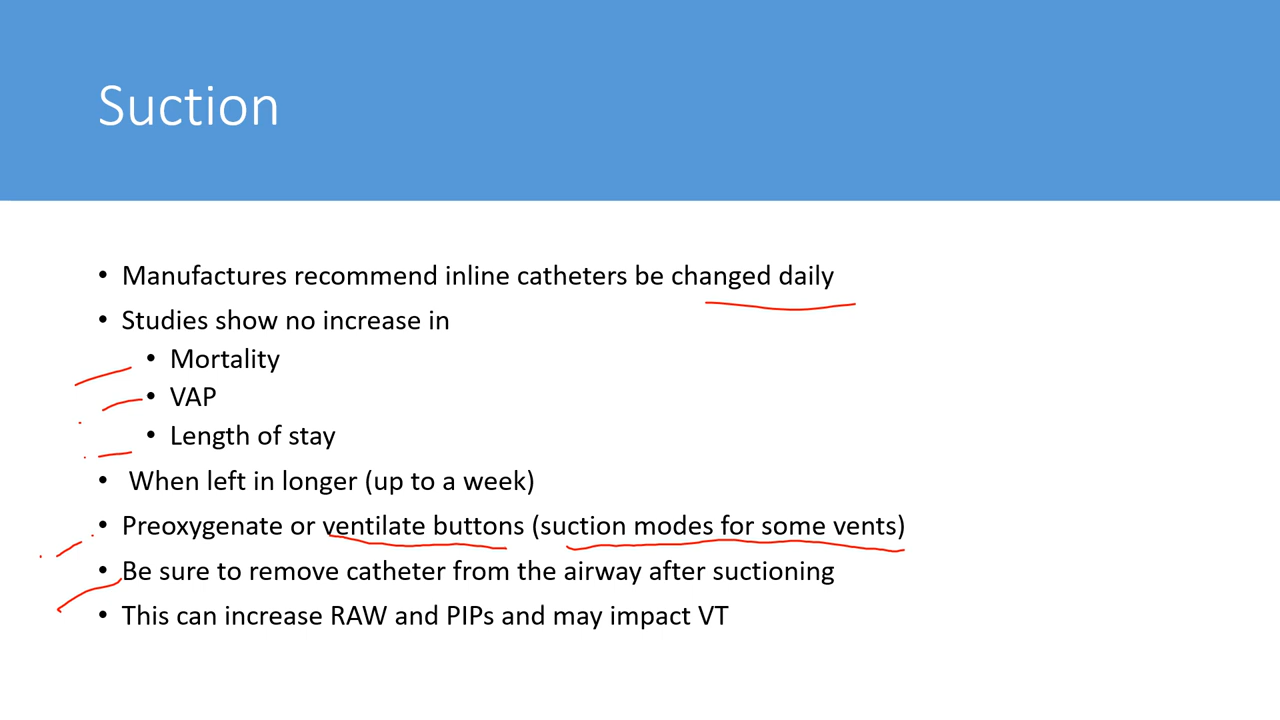 Suction
• Manufactures recommend inline catheters be changed daily
• Studies show no increase in
• Mortality
• VAP
• Length of stay
• When left in longer (up to a week)
• Preoxygenate or ventilate buttons (suction modes for some vents)
• Be sure to remove catheter from the airway after suctioning
• This can increase RAW and PIPs and may impact VT